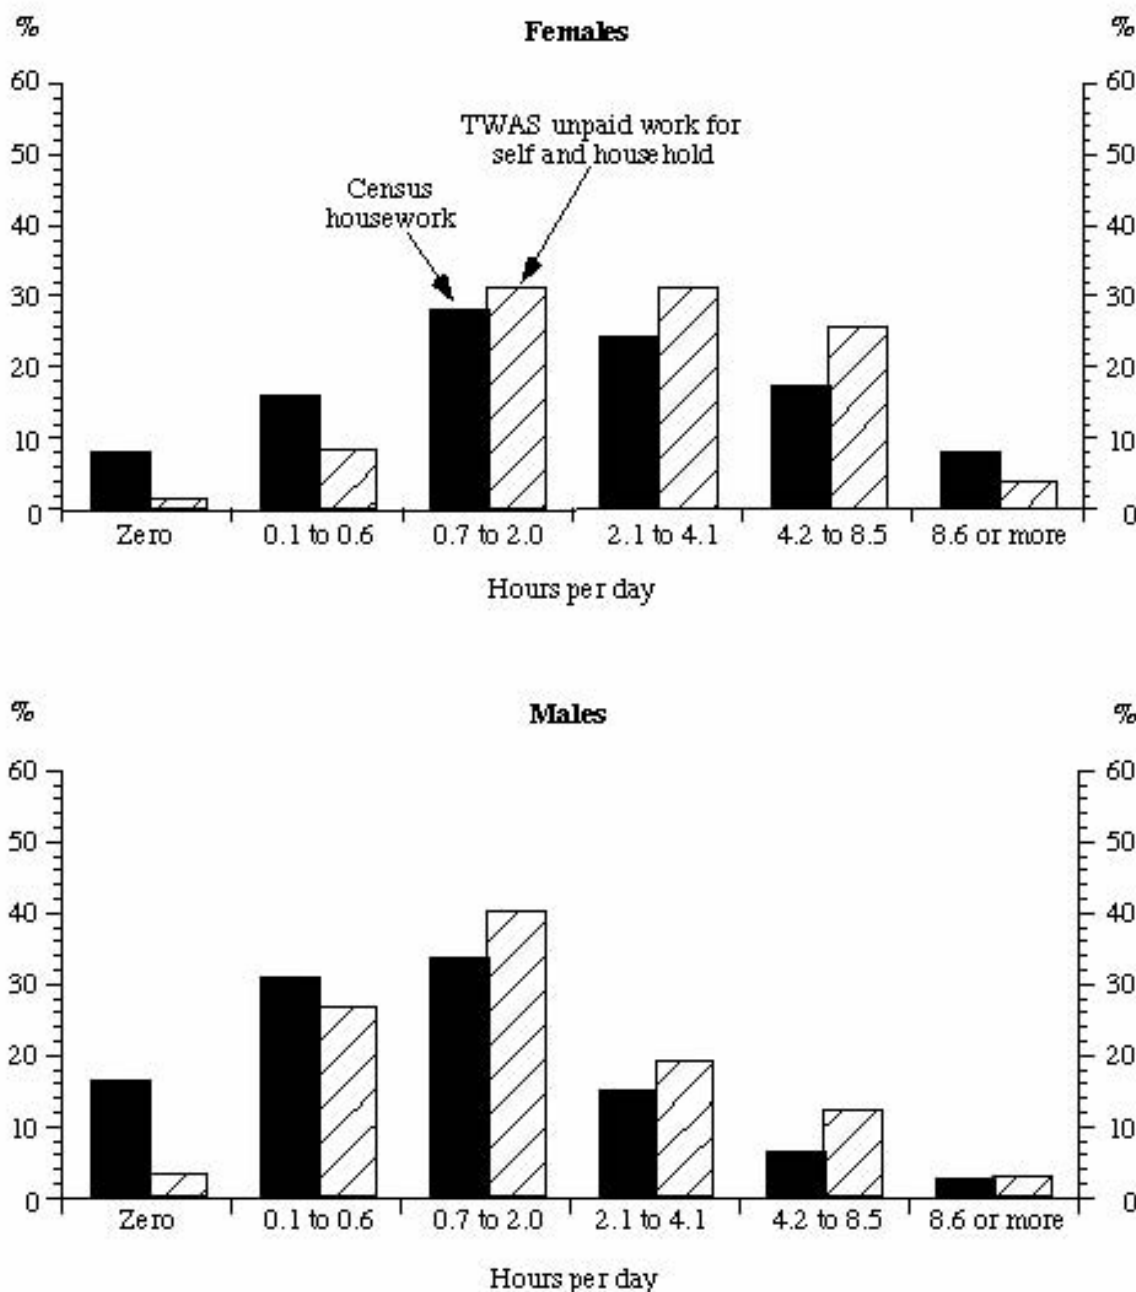 %
Females
%
60
60
TWAS unpaid work for
self and household
50
50
Census
housework
40
40
30
30
20
20
10
10
0
0
Zero
0.1 to 0.6
0.7 to 2.0
2.1 to 4.1
4.2 to 8.5
8.6 or more
Hours per day
%
Males
%
60
60
50
50
40
40
30
30
20
20
10
10
0
0
Zero
0.1 to 0.6
0.7 to 2.0
2.1 to 4.1
4.2 to 8.5
8.6 or more
Hours per day